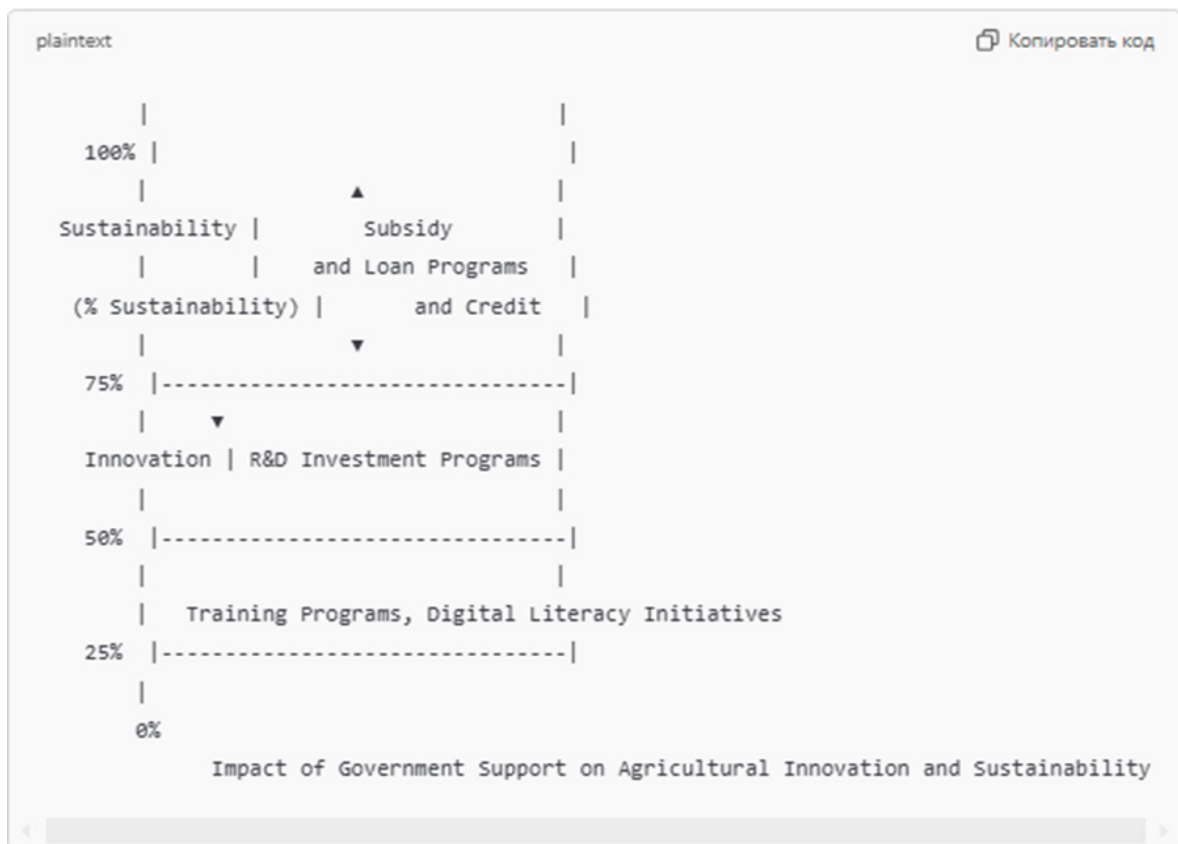 plaintext Копировать код
| |
100% | |
| ▲ |
Sustainability | Subsidy |
| | and Loan Programs |
(% Sustainability) | and Credit |
| ▼ |
75% |--------------------------------|
| ▼ |
Innovation | R&D Investment Programs |
| |
50% |--------------------------------|
| |
| Training Programs, Digital Literacy Initiatives
25% |--------------------------------|
|
0%
Impact of Government Support on Agricultural Innovation and Sustainability